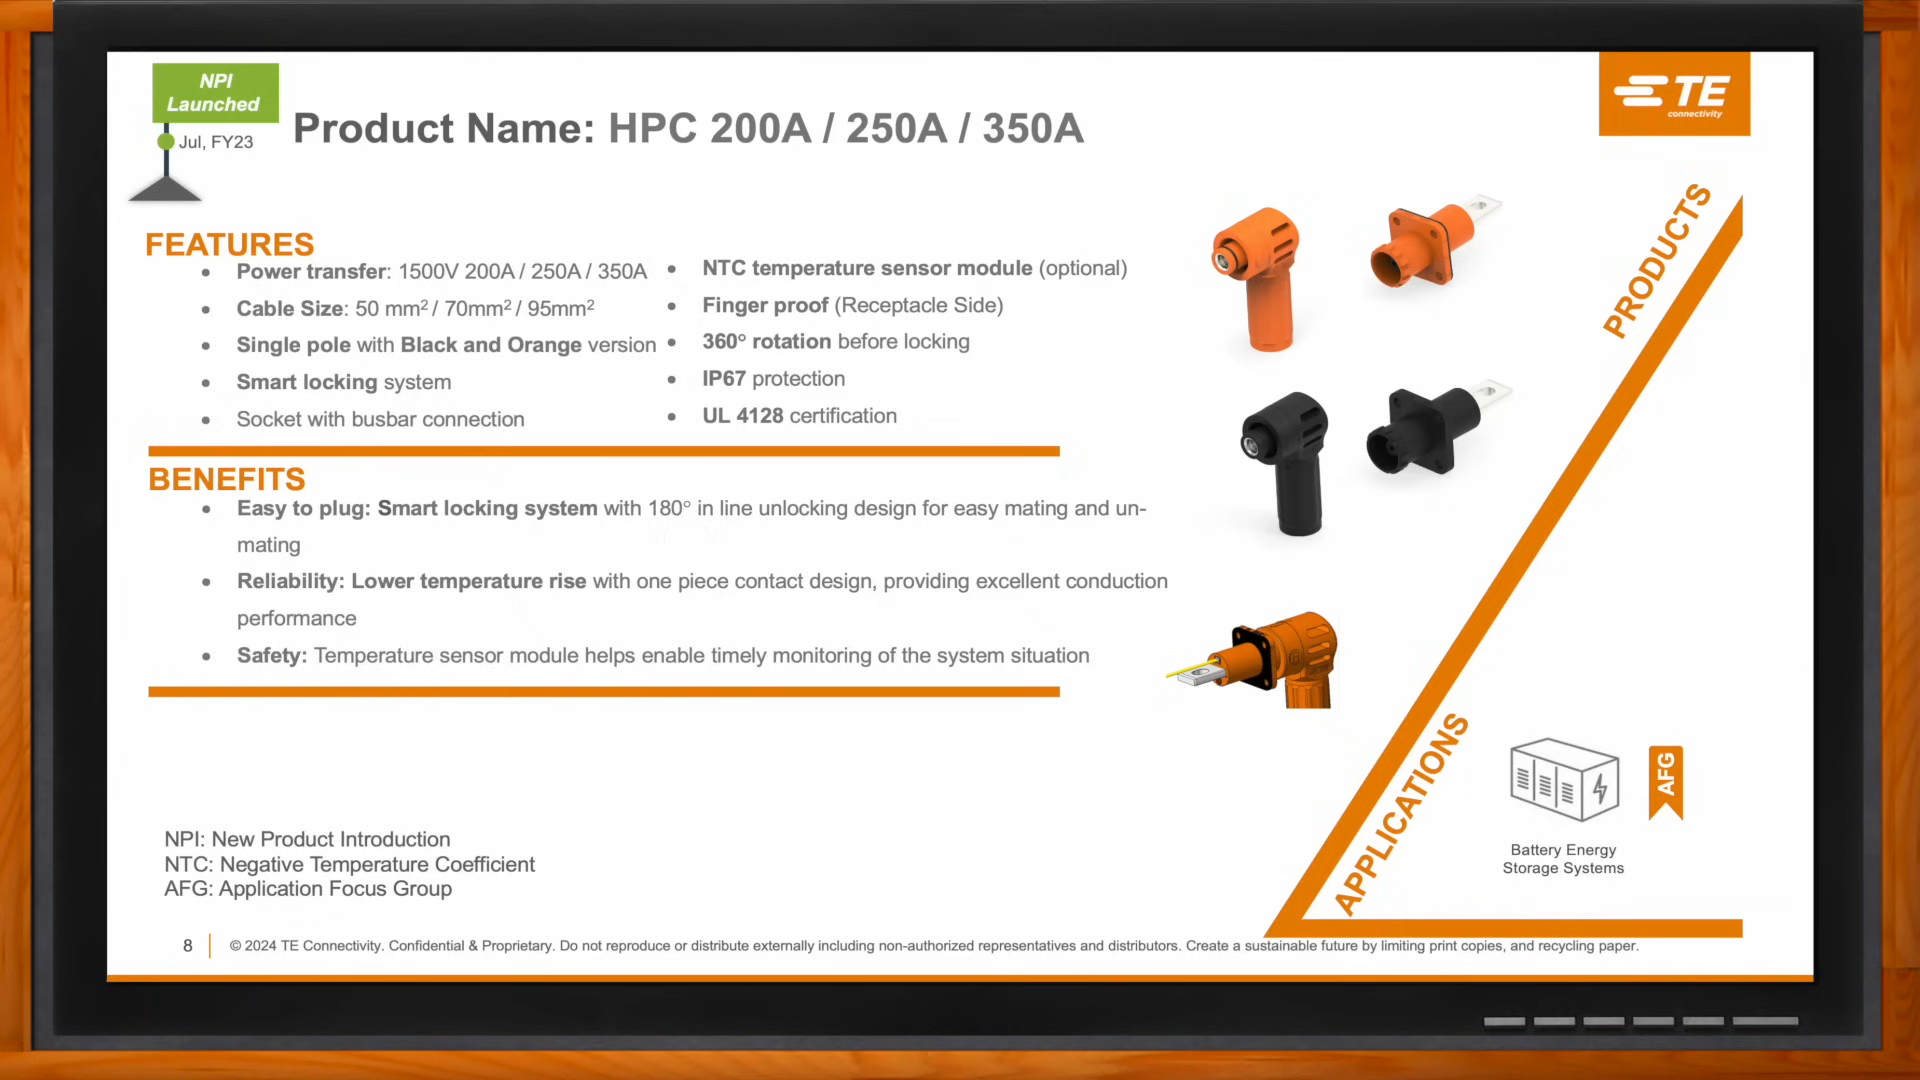 NPI
Launched
Jul, FY23
Product Name: HPC 200A / 250A / 350A
TE
connectivity
FEATURES
• Power transfer: 1500V 200A / 250A / 350A
• Cable Size: 50 mm² / 70mm² / 95mm²
• Single pole with Black and Orange version
• Smart locking system
• Socket with busbar connection
• NTC temperature sensor module (optional)
• Finger proof (Receptacle Side)
• 360° rotation before locking
• IP67 protection
• UL 4128 certification
BENEFITS
• Easy to plug: Smart locking system with 180° in line unlocking design for easy mating and un-
mating
• Reliability: Lower temperature rise with one piece contact design, providing excellent conduction
performance
• Safety: Temperature sensor module helps enable timely monitoring of the system situation
PRODUCTS
APPLICATIONS
AFG
Battery Energy
Storage Systems
NPI: New Product Introduction
NTC: Negative Temperature Coefficient
AFG: Application Focus Group
8
© 2024 TE Connectivity. Confidential & Proprietary. Do not reproduce or distribute externally including non-authorized representatives and distributors. Create a sustainable future by limiting print copies, and recycling paper.